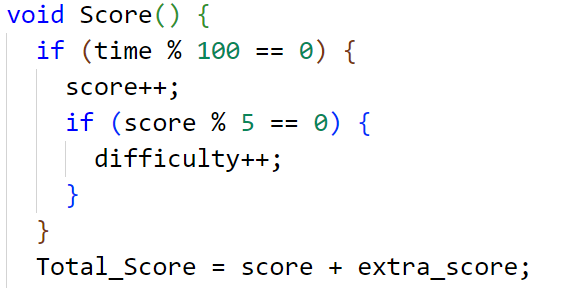 void Score() {
  if (time % 100 == 0) {
    score++;
    if (score % 5 == 0) {
      difficulty++;
    }
  }
  Total_Score = score + extra_score;